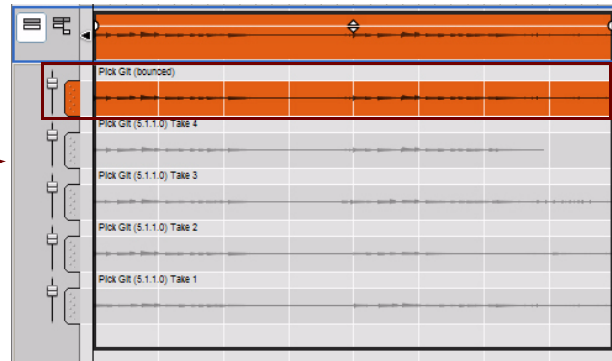 Pick Git (bounced)
Pick Git (5.1.1.0) Take 4
Pick Git (5.1.1.0) Take 3
Pick Git (5.1.1.0) Take 2
Pick Git (5.1.1.0) Take 1